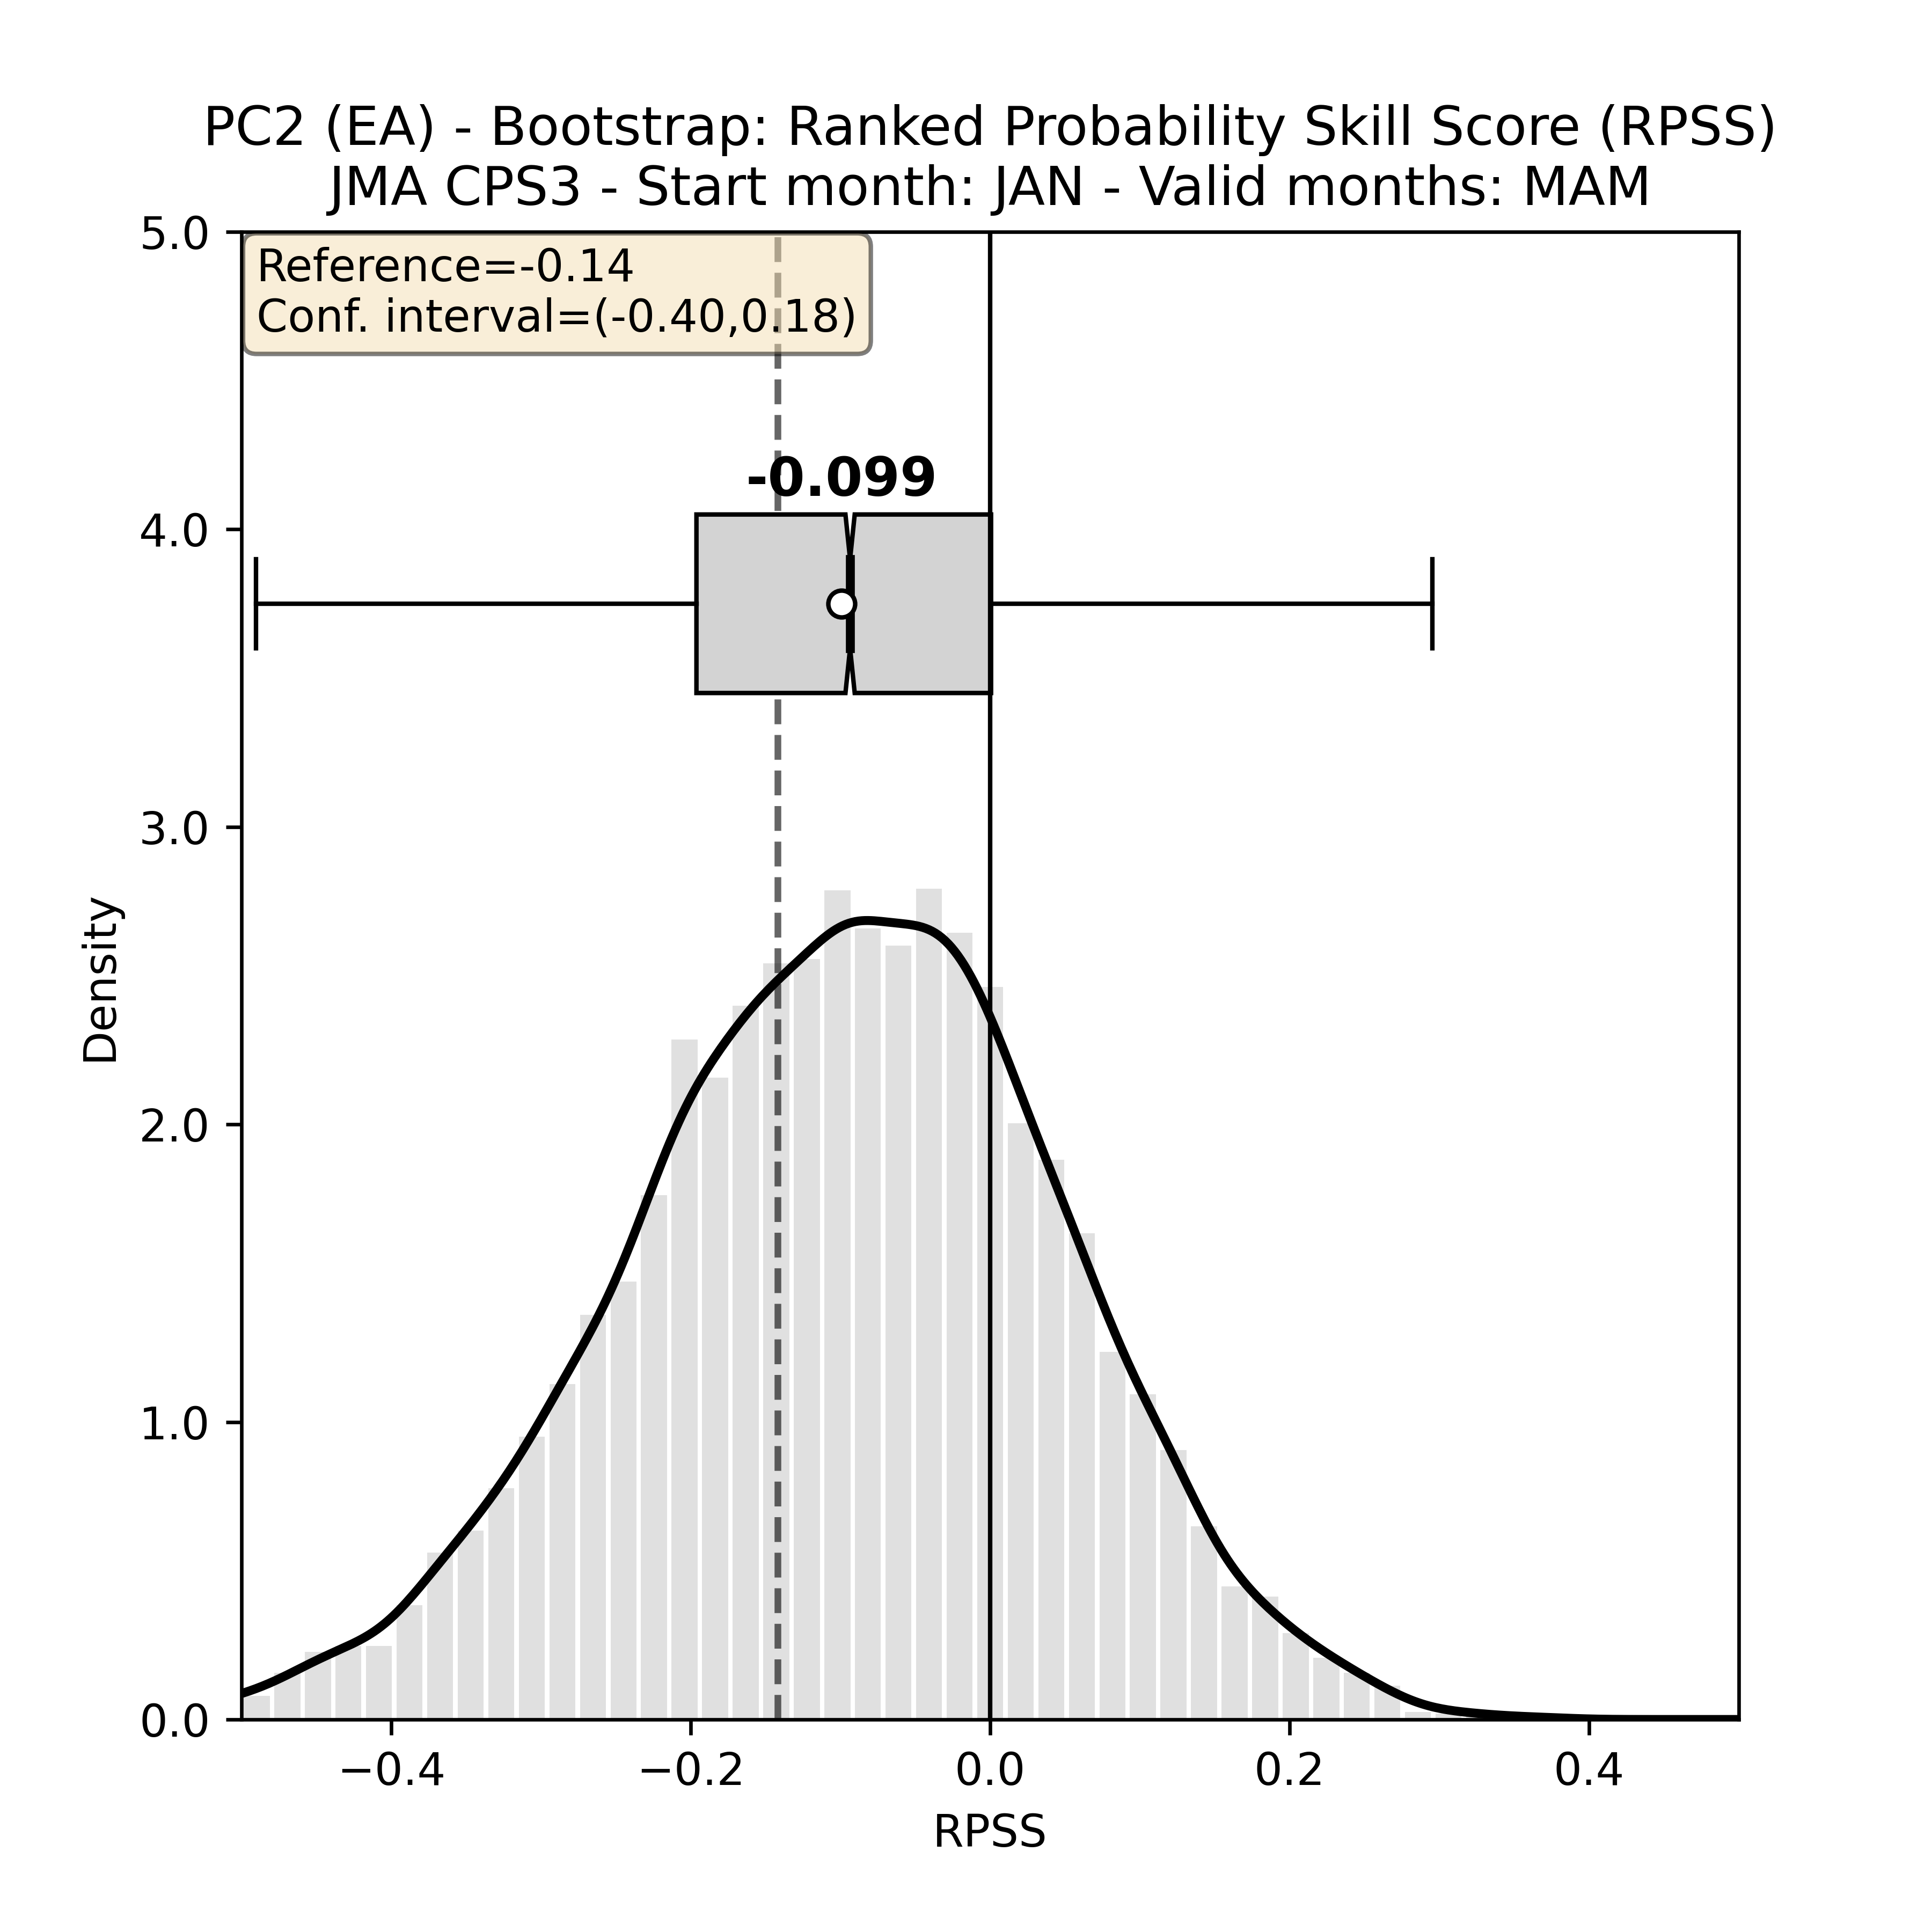 PC2 (EA) - Bootstrap: Ranked Probability Skill Score (RPSS)
JMA CPS3 - Start month: JAN - Valid months: MAM
5.0
Reference=-0.14
Conf. interval=(-0.40,0.18)
-0.099
4.0
3.0
Density
2.0
1.0
0.0
−0.4
−0.2
0.0
0.2
0.4
RPSS